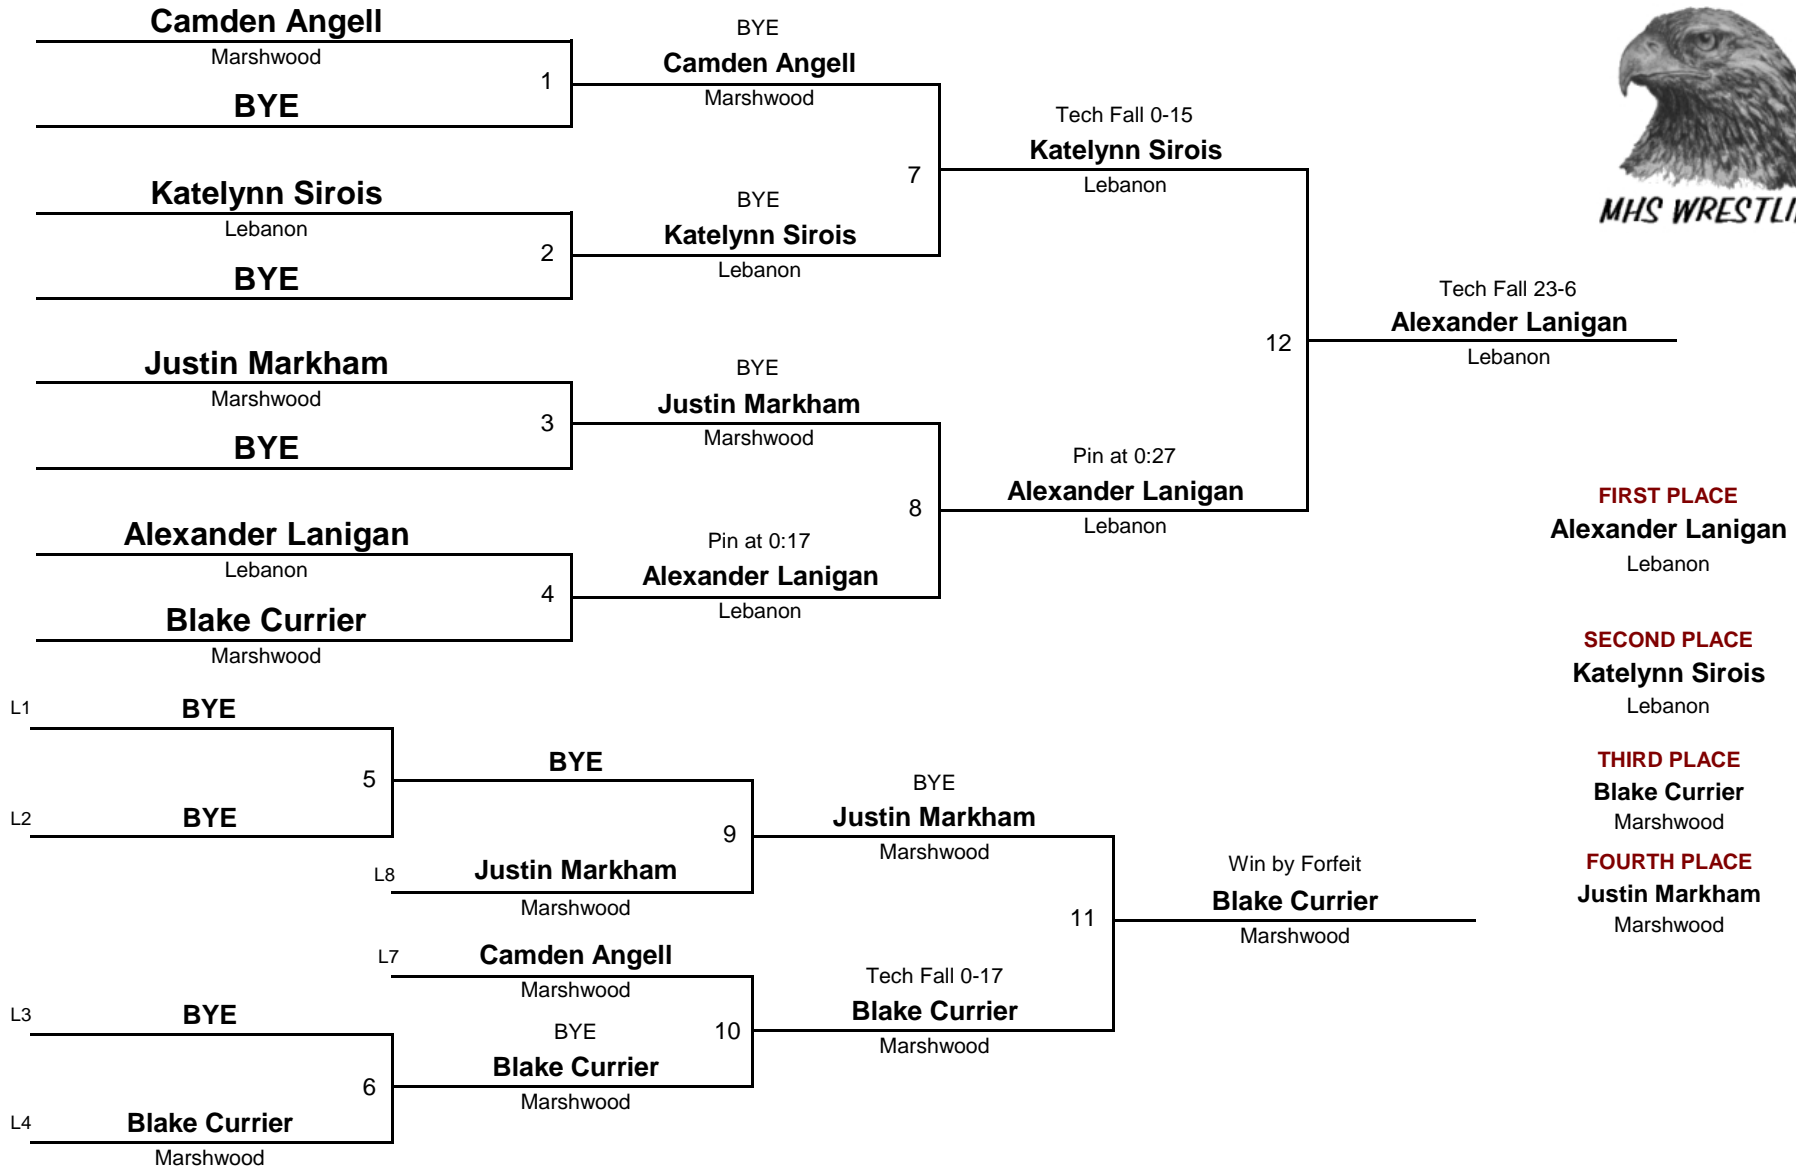 Camden Angell
Marshwood
1
BYE
BYE
Camden Angell
Marshwood
Katelynn Sirois
Lebanon
2
BYE
BYE
Katelynn Sirois
Lebanon
7
Tech Fall 0-15
Katelynn Sirois
Lebanon
Justin Markham
Marshwood
3
BYE
BYE
Justin Markham
Marshwood
Alexander Lanigan
Lebanon
4
Blake Currier
Marshwood
Pin at 0:17
Alexander Lanigan
Lebanon
8
Pin at 0:27
Alexander Lanigan
Lebanon
12
Tech Fall 23-6
Alexander Lanigan
Lebanon
MHS
FIRST PLACE
Alexander Lanigan
Lebanon
SECOND PLACE
Katelynn Sirois
Lebanon
THIRD PLACE
Blake Currier
Marshwood
FOURTH PLACE
Justin Markham
Marshwood
L1
BYE
5
L2
BYE
BYE
9
L8
Justin Markham
Marshwood
BYE
Justin Markham
Marshwood
L7
Camden Angell
Marshwood
L3
BYE
6
L4
Blake Currier
Marshwood
BYE
Blake Currier
Marshwood
10
Tech Fall 0-17
Blake Currier
Marshwood
11
Win by Forfeit
Blake Currier
Marshwood